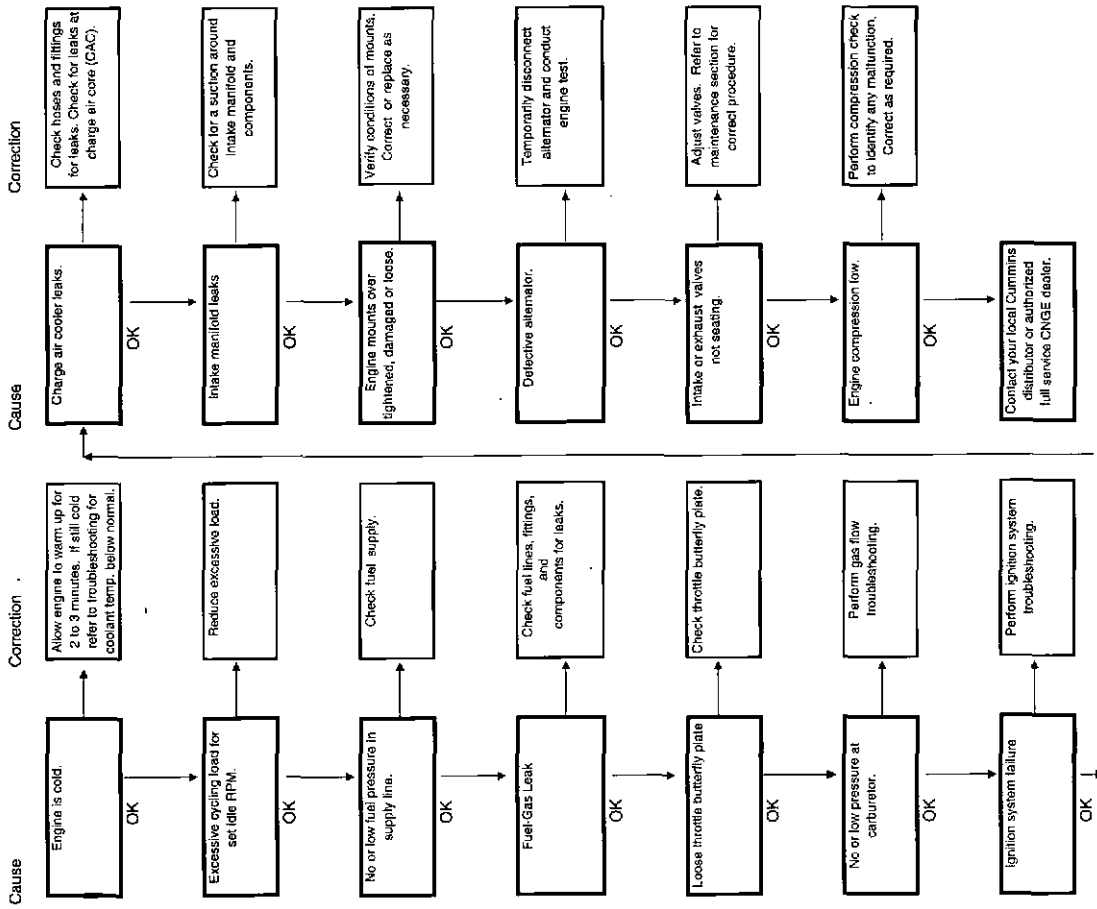 Cause
Correction
Engine is cold.
Allow engine to warm up for
2 to 3 minutes. If still cold
refer to troubleshooting for
coolant temp. below normal.
OK
Excessive cycling load for
set idle RPM.
Reduce excessive load.
OK
No or low fuel pressure in
supply line.
Check fuel supply.
OK
Fuel-Gas Leak
Check fuel lines, fittings,
and
components for leaks.
OK
Loose throttle butterfly plate
Check throttle butterfly plate.
OK
No or low pressure at
carburetor.
Perform gas flow
troubleshooting.
OK
Ignition system failure
Perform ignition system
troubleshooting.
OK
Cause
Correction
Charge air cooler leaks.
Check hoses and fittings
for leaks. Check for leaks at
charge air core (CAC).
OK
Intake manifold leaks
Check for a suction around
Intake manifold and
components.
OK
Engine mounts over
tightened, damaged or loose.
Verify conditions of mounts.
Correct or replace as
necessary.
OK
Defective alternator.
Temporarily disconnect
alternator and conduct
engine test.
OK
Intake or exhaust valves
not seating.
Adjust valves. Refer to
maintenance section for
correct procedure.
OK
Engine compression low.
Perform compression check
to identify any malfunction.
Correct as required.
OK
Contact your local Cummins
distributor or authorized
full service CNGE dealer.